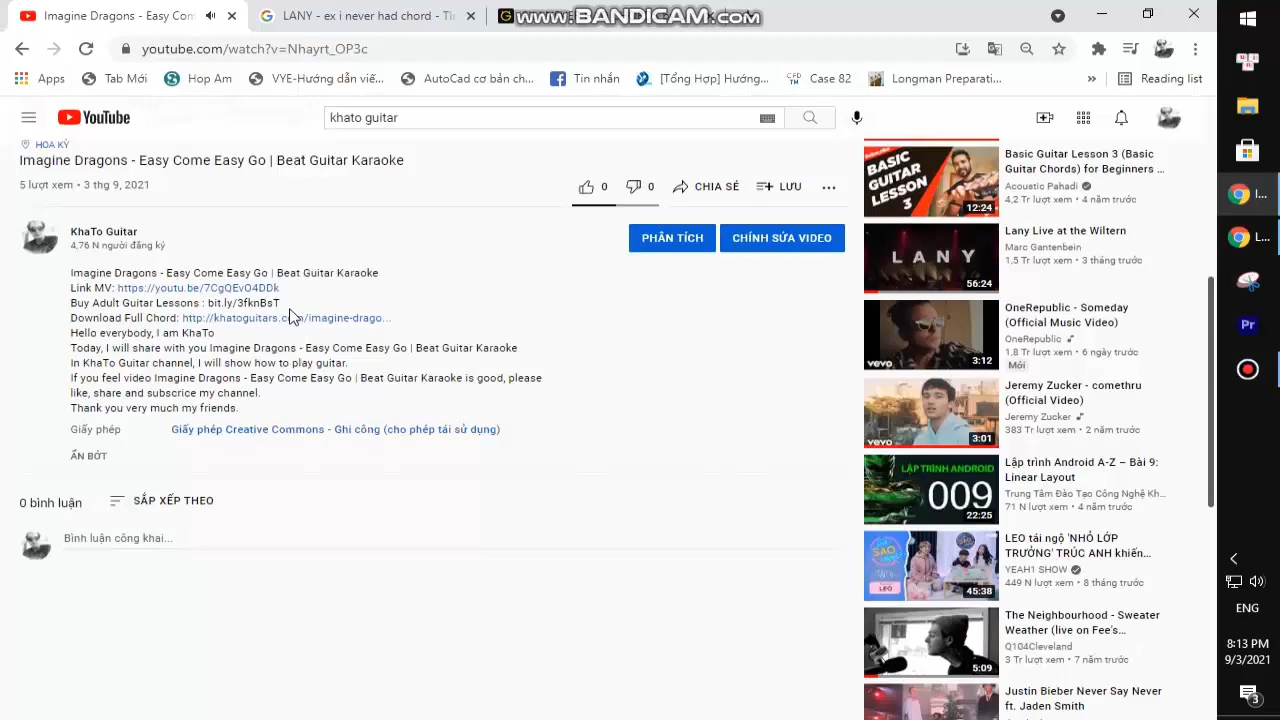 Imagine Dragons - Easy Com
LANY - ex i never had chord - Ti
www.BANDICAM.com
youtube.com/watch?v=Nhayrt_OP3c
Apps
Tab Mới
Hop Am
VYE-Hướng dẫn viế...
AutoCad cơ bản ch...
Tin nhắn
[Tổng Hợp] Hướng...
Case 82
Longman Preparati...
»
Reading list
YouTube
khato guitar
HOA KỲ
Imagine Dragons - Easy Come Easy Go | Beat Guitar Karaoke
5 lượt xem • 3 thg 9, 2021
0
0
CHIA SẺ
LƯU
KhaTo Guitar
4,76 N người đăng ký
PHÂN TÍCH
CHỈNH SỬA VIDEO
Imagine Dragons - Easy Come Easy Go | Beat Guitar Karaoke
Link MV: https://youtu.be/7CgQEvO4DDk
Buy Adult Guitar Lessons : bit.ly/3fknBsT
Download Full Chord: http://khatoguitars.c /imagine-drago...
Hello everybody, I am KhaTo
Today, I will share with you Imagine Dragons - Easy Come Easy Go | Beat Guitar Karaoke
In KhaTo Guitar channel, I will show how to play guitar.
If you feel video Imagine Dragons - Easy Come Easy Go | Beat Guitar Karaoke is good, please
like, share and subscrice my channel.
Thank you very much my friends.
Giấy phép
Giấy phép Creative Commons - Ghi công (cho phép tái sử dụng)
ẨN BỚT
0 bình luận
SẮP XẾP THEO
Bình luận công khai...
BASIC GUITAR LESSON 3
12:24
Basic Guitar Lesson 3 (Basic
Guitar Chords) for Beginners ...
Acoustic Pahadi
4,2 Tr lượt xem • 4 năm trước
LANY
56:24
Lany Live at the Wiltern
Marc Gantenbein
1,5 Tr lượt xem • 3 tháng trước
vevo
3:12
OneRepublic - Someday
(Official Music Video)
OneRepublic
1,8 Tr lượt xem • 6 ngày trước
Mới
vevo
3:01
Jeremy Zucker - comethru
(Official Video)
Jeremy Zucker
383 Tr lượt xem • 2 năm trước
LẬP TRÌNH ANDROID
009
22:25
Lập trình Android A-Z – Bài 9:
Linear Layout
Trung Tâm Đào Tạo Công Nghệ Kh...
71 N lượt xem • 4 năm trước
SAO
LEO
45:38
LEO tái ngộ 'NHỎ LỚP
TRƯỞNG' TRÚC ANH khiến...
YEAH1 SHOW
449 N lượt xem • 8 tháng trước
5:09
The Neighbourhood - Sweater
Weather (live on Fee's...
Q104Cleveland
3 Tr lượt xem • 7 năm trước
Justin Bieber Never Say Never
ft. Jaden Smith
I...
L...
Pr
ENG
8:13 PM
9/3/2021
3